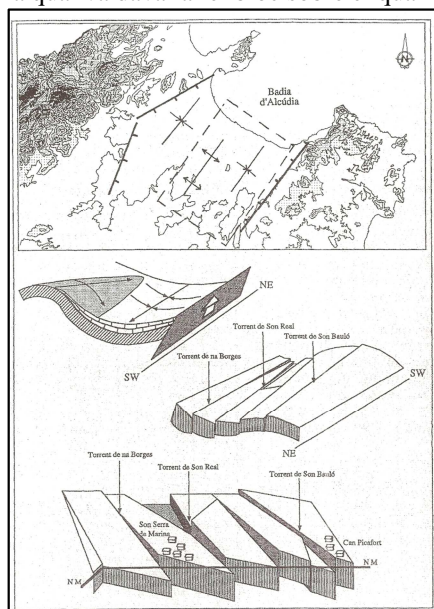 Badia
d'Alcúdia
NE
SW
Torrent de Son Real
Torrent de Son Bauló
Torrent de na Borges
SW
NE
Torrent de na Borges
Torrent de Son Real
Torrent de Son Bauló
Son Serra
de Marina
Can Picafort
N M
N M